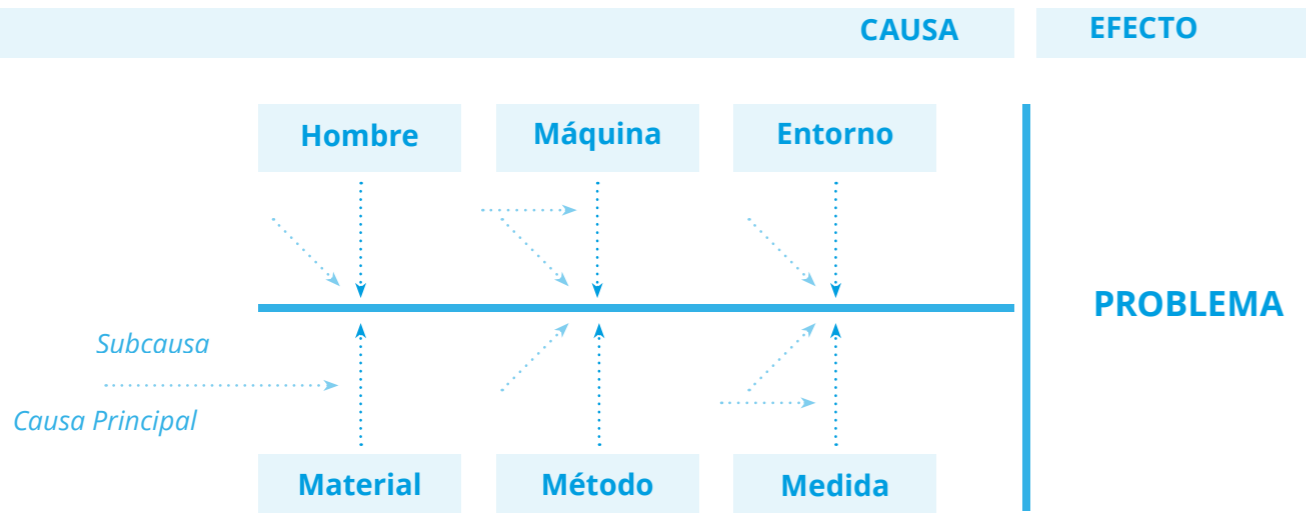 CAUSA
EFECTO
Hombre
Máquina
Entorno
PROBLEMA
Subcausa
Causa Principal
Material
Método
Medida